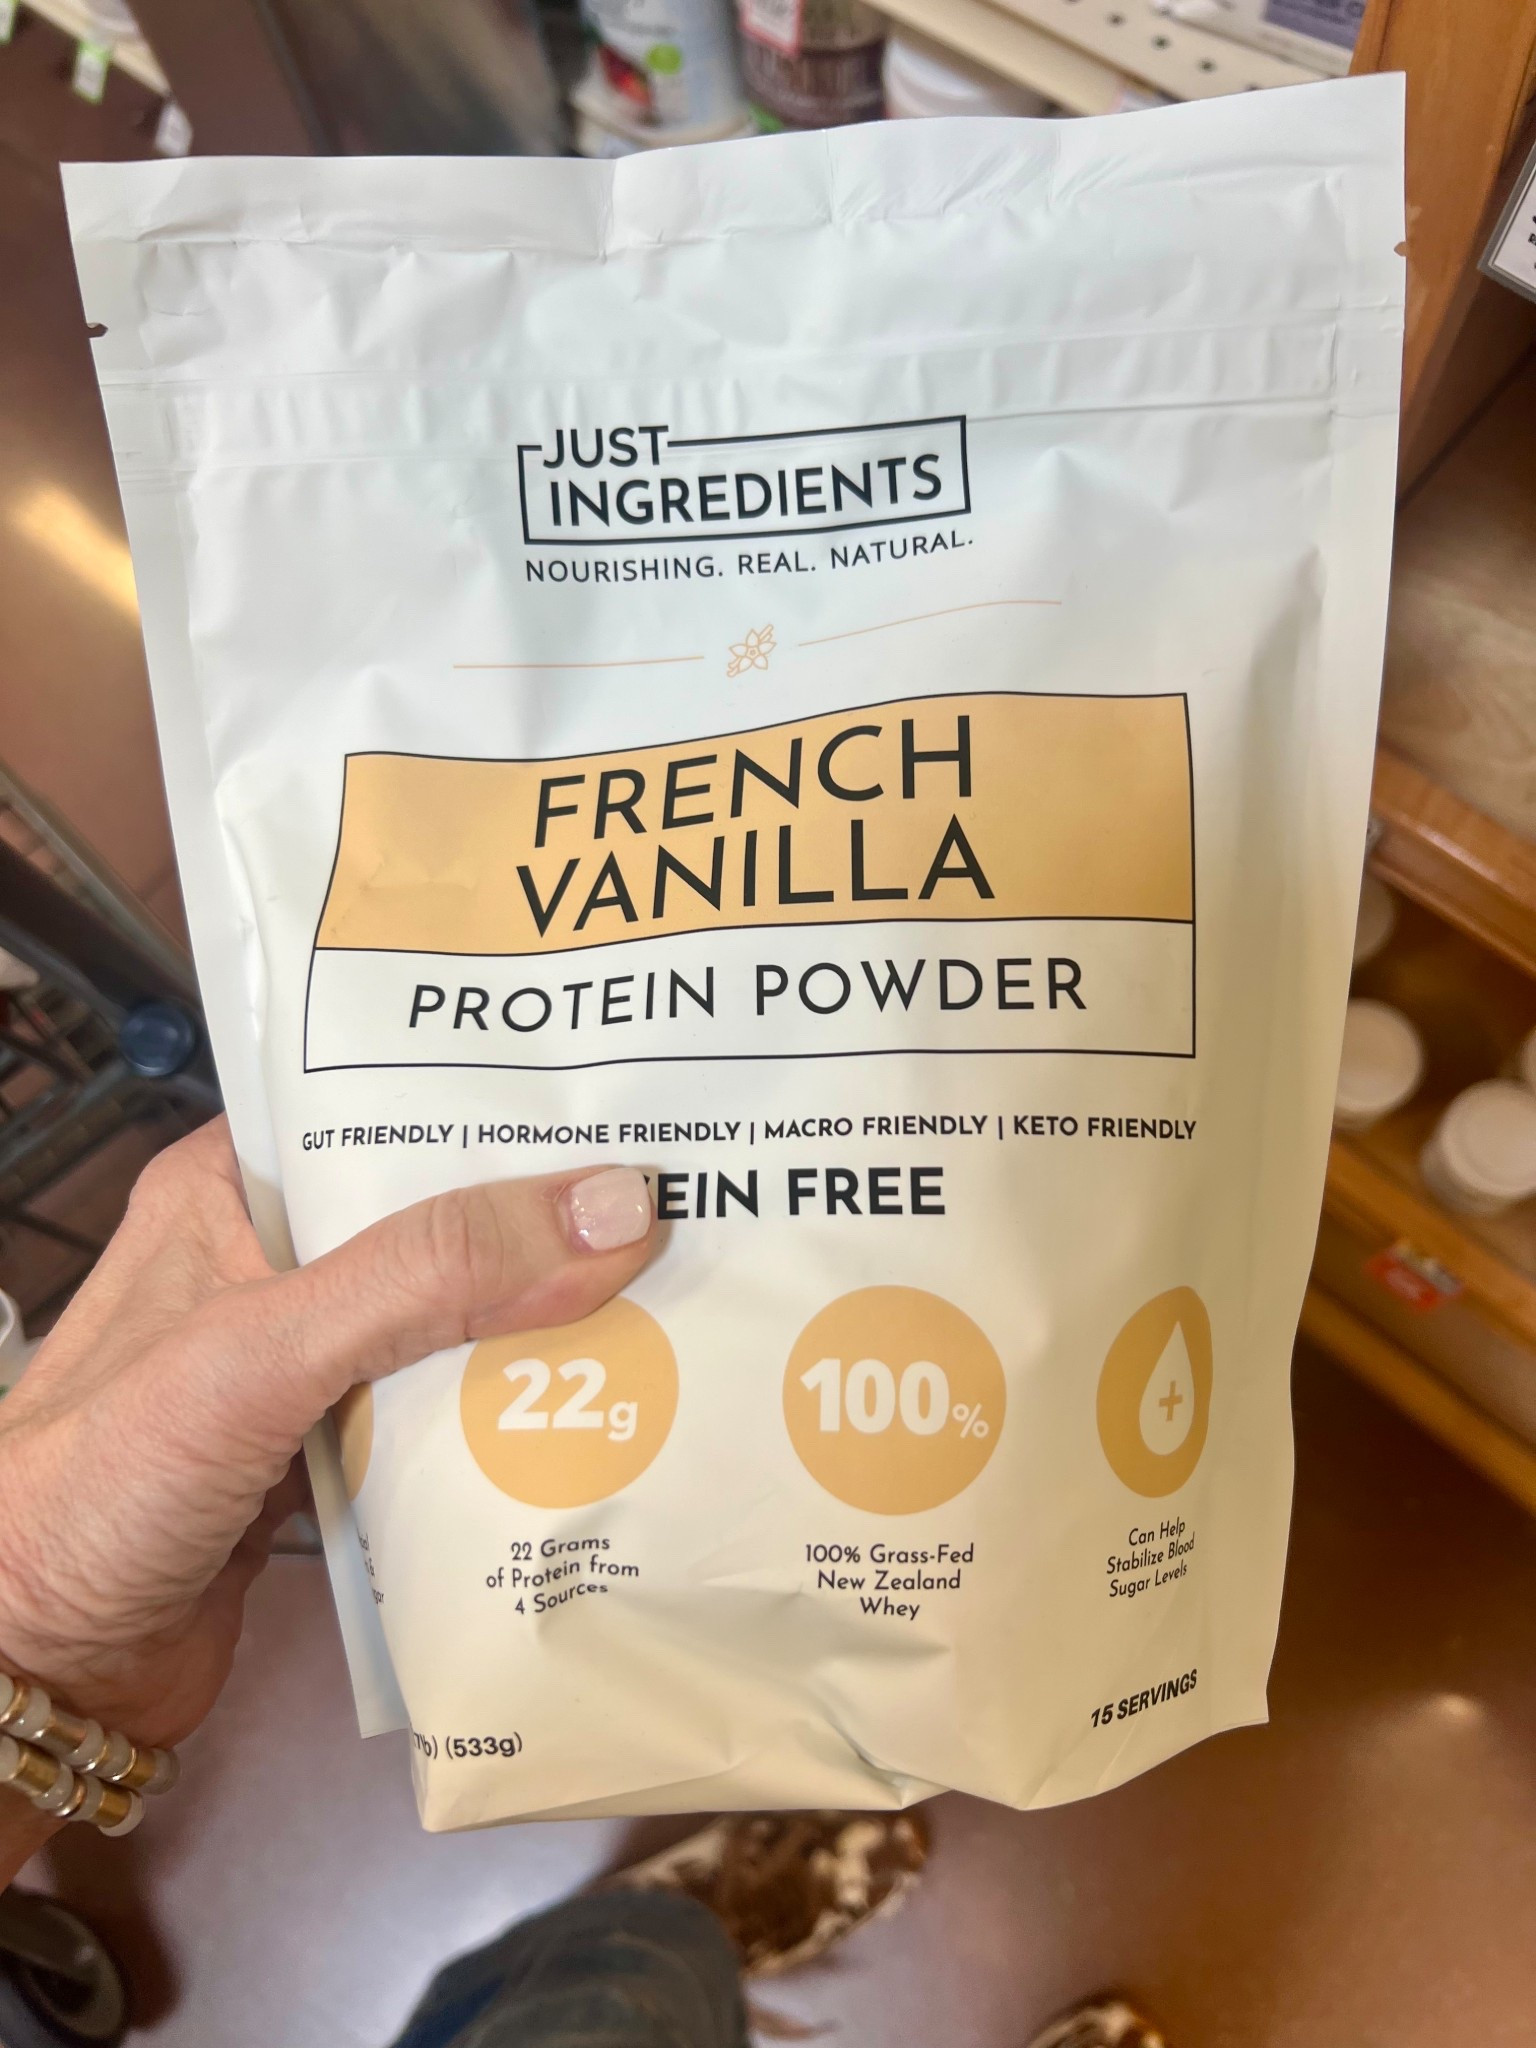 JUST
INGREDIENTS
NOURISHING. REAL. NATURAL.
FRENCH
VANILLA
PROTEIN POWDER
GUT FRIENDLY | HORMONE FRIENDLY | MACRO FRIENDLY | KETO FRIENDLY
FREE
22g
100%
22 Grams
of Protein from
4 Sources
100% Grass-Fed
New Zealand
Whey
Can Help
Stabilize Blood
Sugar Levels
(533g)
15 SERVINGS